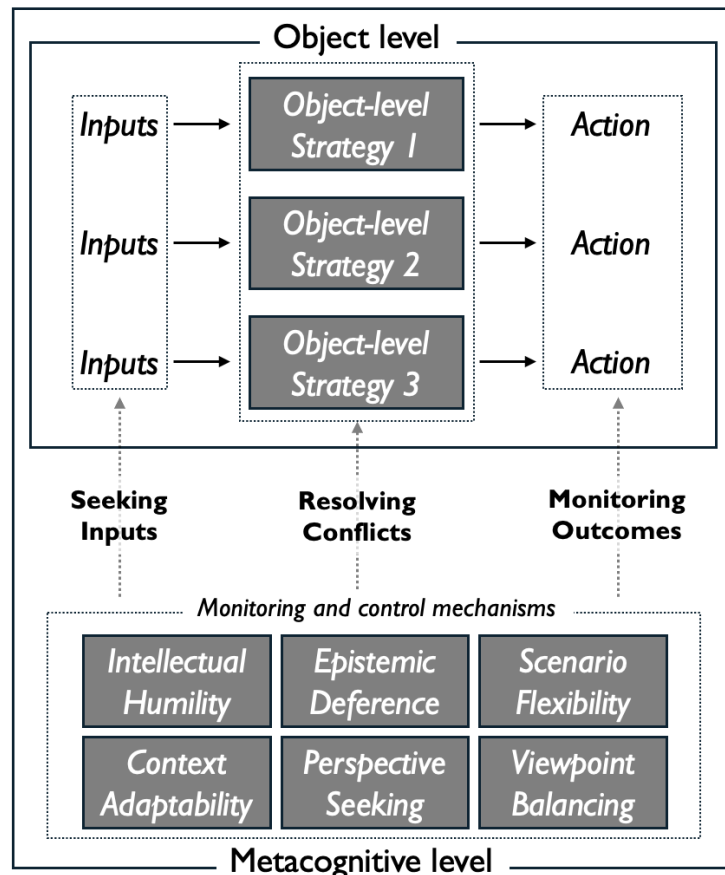 Object level
Inputs
Object-level
Strategy 1
Action
Inputs
Object-level
Strategy 2
Action
Inputs
Object-level
Strategy 3
Action
Seeking
Inputs
Resolving
Conflicts
Monitoring
Outcomes
Monitoring and control mechanisms
Intellectual
Humility
Epistemic
Deference
Scenario
Flexibility
Context
Adaptability
Perspective
Seeking
Viewpoint
Balancing
Metacognitive level